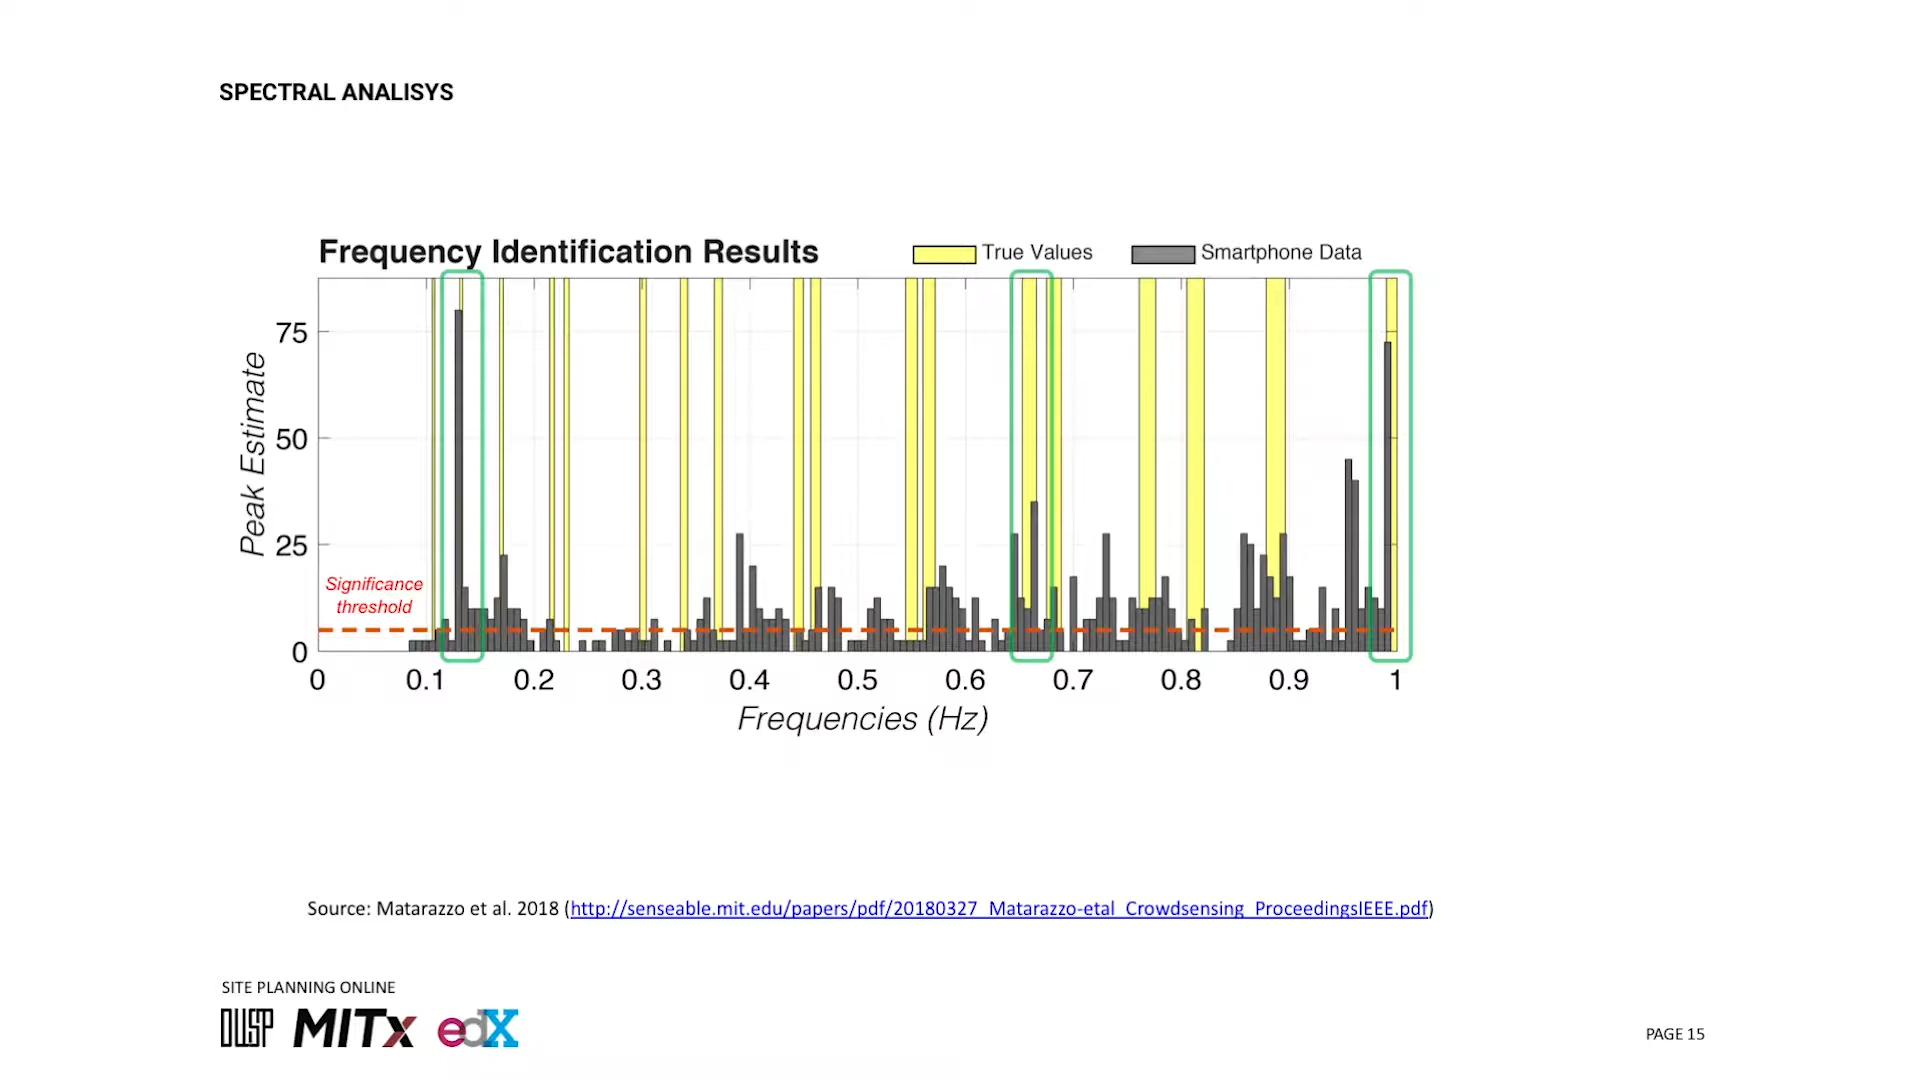 SPECTRAL ANALISYS
Frequency Identification Results
True Values
Smartphone Data
Peak Estimate
75
50
25
0
Significance
threshold
0 0.1 0.2 0.3 0.4 0.5 0.6 0.7 0.8 0.9 1
Frequencies (Hz)
Source: Matarazzo et al. 2018 (http://senseable.mit.edu/papers/pdf/20180327_Matarazzo-etal_Crowdsensing_ProceedingsIEEE.pdf)
SITE PLANNING ONLINE
DUSP MITx edX
PAGE 15